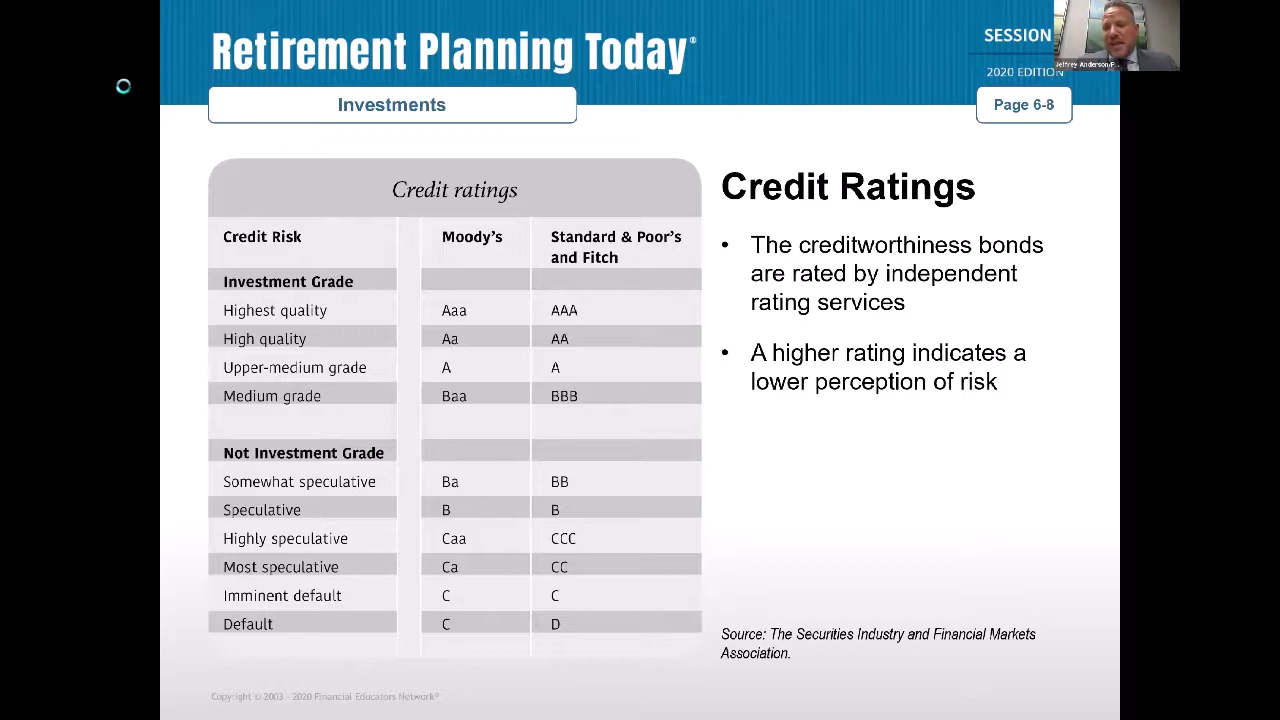 Retirement Planning Today®
SESSION
2020 EDITION
Jeffrey Anderson
Investments
Page 6-8
Credit ratings
Credit Risk Moody's Standard & Poor's
and Fitch
Investment Grade
Highest quality Aaa AAA
High quality Aa AA
Upper-medium grade A A
Medium grade Baa BBB
Not Investment Grade
Somewhat speculative Ba BB
Speculative B B
Highly speculative Caa CCC
Most speculative Ca CC
Imminent default C C
Default C D
Credit Ratings
• The creditworthiness bonds
are rated by independent
rating services
• A higher rating indicates a
lower perception of risk
Source: The Securities Industry and Financial Markets
Association.
Copyright © 2003 - 2020 Financial Educators Network®